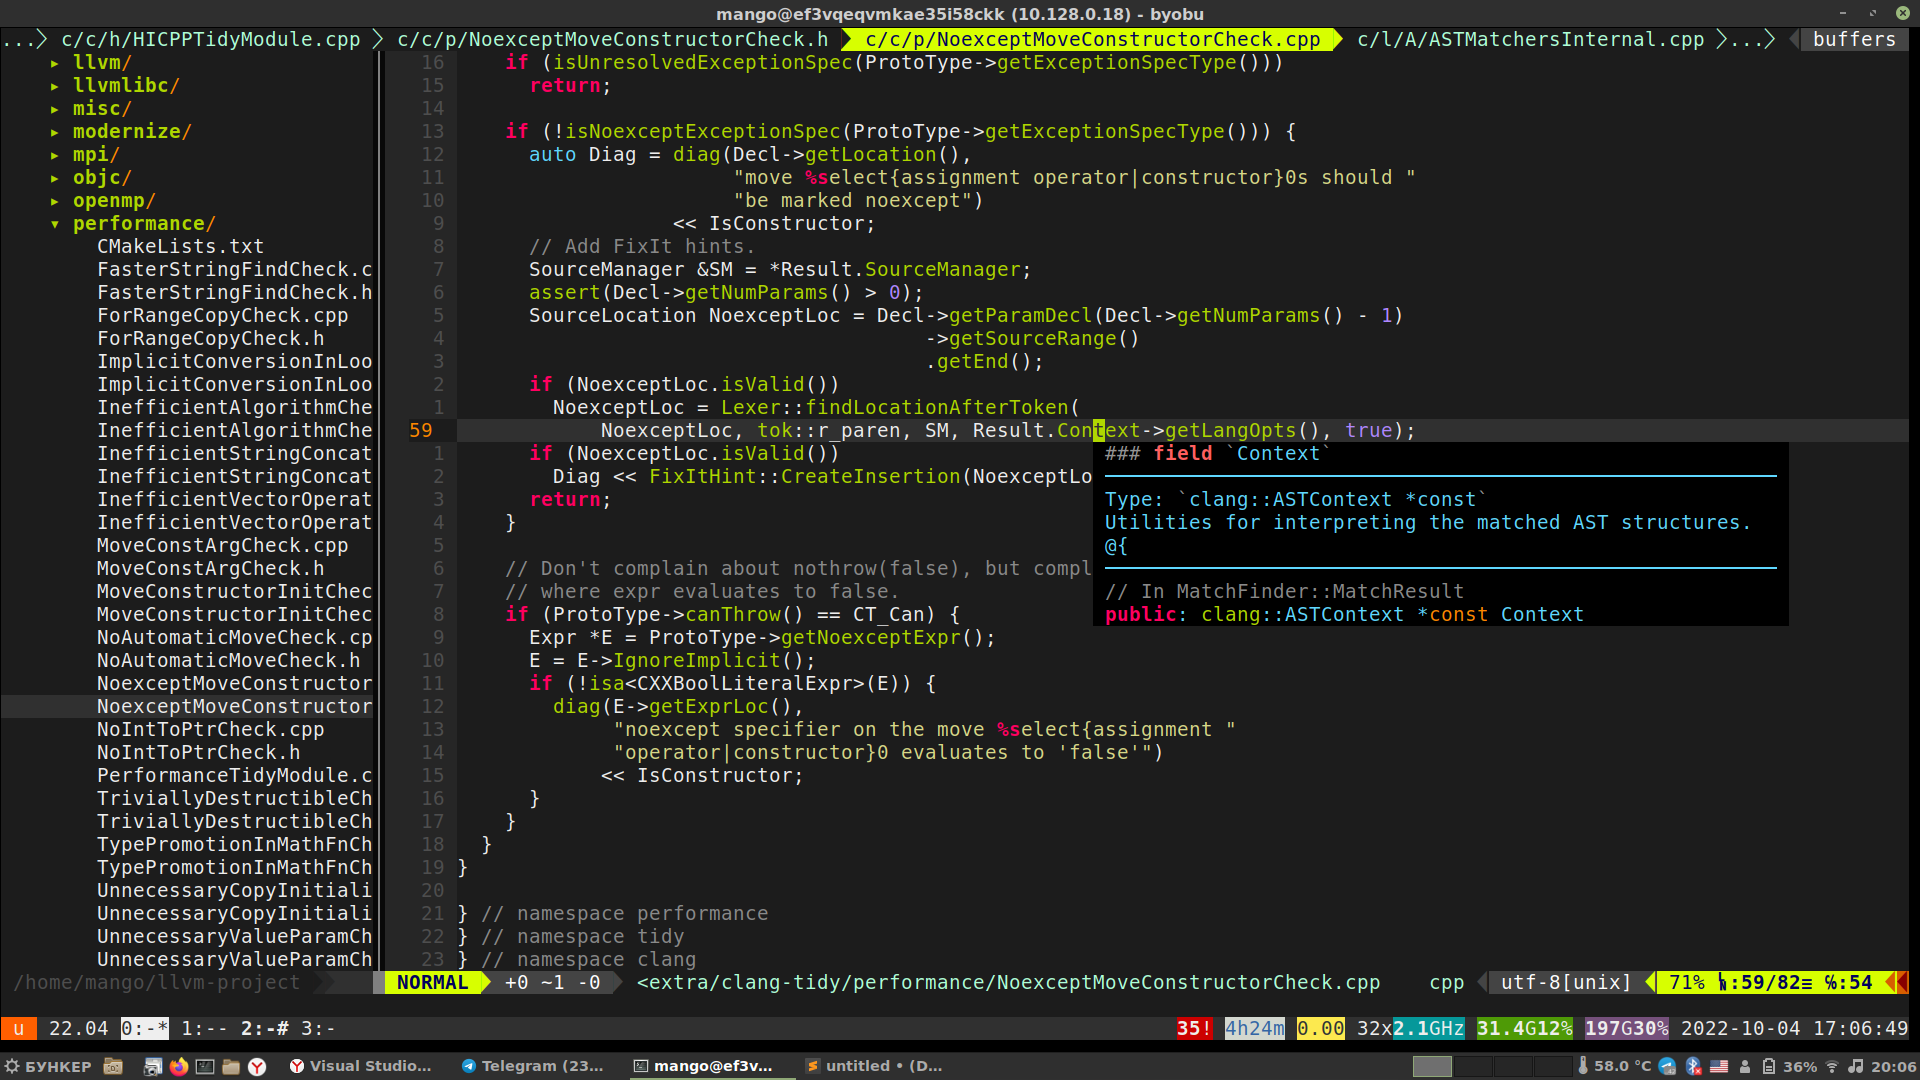 mango@ef3vqeqvmkae35i58ckk (10.128.0.18) - byobu
...> c/c/h/HICPPTidyModule.cpp > c/c/p/NoexceptMoveConstructorCheck.h c/c/p/NoexceptMoveConstructorCheck.cpp c/l/A/ASTMatchersInternal.cpp >...> buffers
▸ llvm/
▸ llvmlibc/
▸ misc/
▸ modernize/
▸ mpi/
▸ objc/
▸ openmp/
▾ performance/
CMakeLists.txt
FasterStringFindCheck.c
FasterStringFindCheck.h
ForRangeCopyCheck.cpp
ForRangeCopyCheck.h
ImplicitConversionInLoo
ImplicitConversionInLoo
InefficientAlgorithmChe
InefficientAlgorithmChe
InefficientStringConcat
InefficientStringConcat
InefficientVectorOperat
InefficientVectorOperat
MoveConstArgCheck.cpp
MoveConstArgCheck.h
MoveConstructorInitChec
MoveConstructorInitChec
NoAutomaticMoveCheck.cp
NoAutomaticMoveCheck.h
NoexceptMoveConstructor
NoexceptMoveConstructor
NoIntToPtrCheck.cpp
NoIntToPtrCheck.h
PerformanceTidyModule.c
TriviallyDestructibleCh
TriviallyDestructibleCh
TypePromotionInMathFnCh
TypePromotionInMathFnCh
UnnecessaryCopyInitiali
UnnecessaryCopyInitiali
UnnecessaryValueParamCh
UnnecessaryValueParamCh
16     if (isUnresolvedExceptionSpec(ProtoType->getExceptionSpecType()))
15       return;
14
13     if (!isNoexceptExceptionSpec(ProtoType->getExceptionSpecType())) {
12       auto Diag = diag(Decl->getLocation(),
11                        "move %select{assignment operator|constructor}0s should "
10                        "be marked noexcept")
9                   << IsConstructor;
8       // Add FixIt hints.
7       SourceManager &SM = *Result.SourceManager;
6       assert(Decl->getNumParams() > 0);
5       SourceLocation NoexceptLoc = Decl->getParamDecl(Decl->getNumParams() - 1)
4                                        ->getSourceRange()
3                                        .getEnd();
2       if (NoexceptLoc.isValid())
1         NoexceptLoc = Lexer::findLocationAfterToken(
59            NoexceptLoc, tok::r_paren, SM, Result.Context->getLangOpts(), true);
1       if (NoexceptLoc.isValid())
2         Diag << FixItHint::CreateInsertion(NoexceptLo
3       return;
4     }
5
6     // Don't complain about nothrow(false), but compl
7     // where expr evaluates to false.
8     if (ProtoType->canThrow() == CT_Can) {
9       Expr *E = ProtoType->getNoexceptExpr();
10       E = E->IgnoreImplicit();
11       if (!isa<CXXBoolLiteralExpr>(E)) {
12         diag(E->getExprLoc(),
13              "noexcept specifier on the move %select{assignment "
14              "operator|constructor}0 evaluates to 'false'")
15             << IsConstructor;
16       }
17     }
18   }
19 }
20
21 } // namespace performance
22 } // namespace tidy
23 } // namespace clang
### field `Context`
Type: `clang::ASTContext *const`
Utilities for interpreting the matched AST structures.
@{
// In MatchFinder::MatchResult
public: clang::ASTContext *const Context
/home/mango/llvm-project NORMAL +0 ~1 -0 <extra/clang-tidy/performance/NoexceptMoveConstructorCheck.cpp cpp utf-8[unix] 71% :59/82≡ ℅:54
u 22.04 0:-* 1:-- 2:-# 3:- 35! 4h24m 0.00 32x2.1GHz 31.4G12% 197G30% 2022-10-04 17:06:49
БУНКЕР Visual Studio... Telegram (23... mango@ef3v... untitled • (D... 58.0 °C 36% 20:06